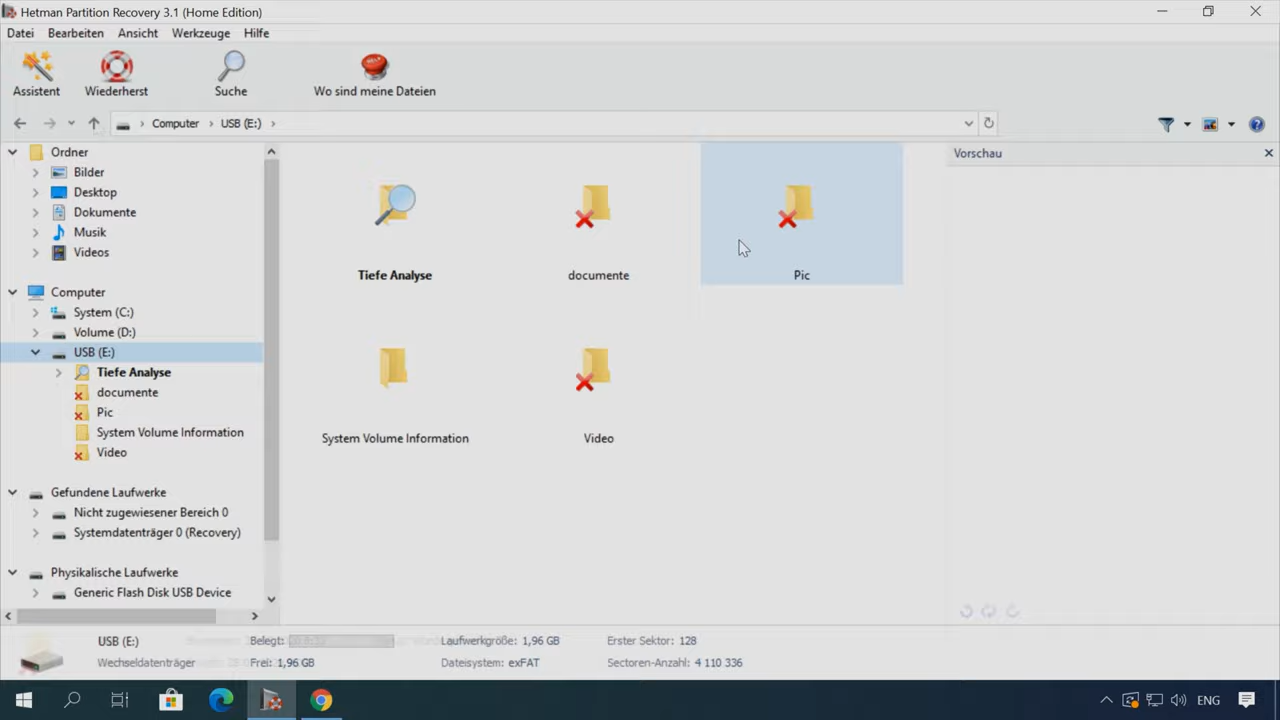 Hetman Partition Recovery 3.1 (Home Edition)
Datei Bearbeiten Ansicht Werkzeuge Hilfe
Assistent Wiederherst Suche Wo sind meine Dateien
Computer USB (E:)
Ordner
Bilder
Desktop
Dokumente
Musik
Videos
Computer
System (C:)
Volume (D:)
USB (E:)
Tiefe Analyse
documente
Pic
System Volume Information
Video
Gefundene Laufwerke
Nicht zugewiesener Bereich 0
Systemdatenträger 0 (Recovery)
Physikalische Laufwerke
Generic Flash Disk USB Device
Tiefe Analyse documente Pic
System Volume Information Video
Vorschau
USB (E:) Belegt: Laufwerkgröße: 1,96 GB Erster Sektor: 128
Wechseldatenträger Frei: 1,96 GB Dateisystem: exFAT Sectoren-Anzahl: 4 110 336
ENG